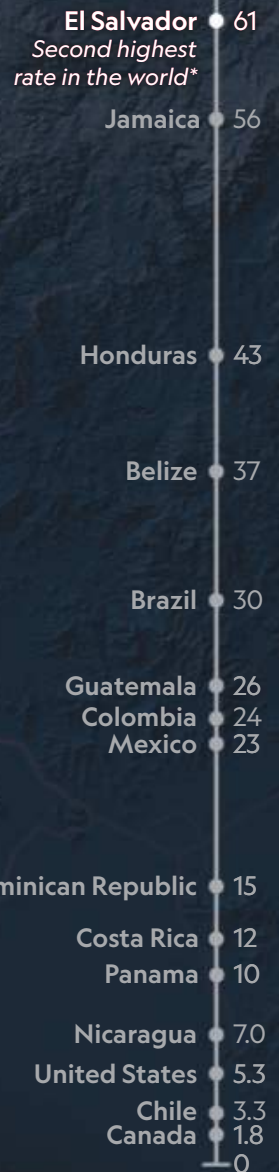 El Salvador 61
Second highest
rate in the world*
Jamaica 56
Honduras 43
Belize 37
Brazil 30
Guatemala 26
Colombia 24
Mexico 23
minican Republic 15
Costa Rica 12
Panama 10
Nicaragua 7.0
United States 5.3
Chile 3.3
Canada 1.8
0